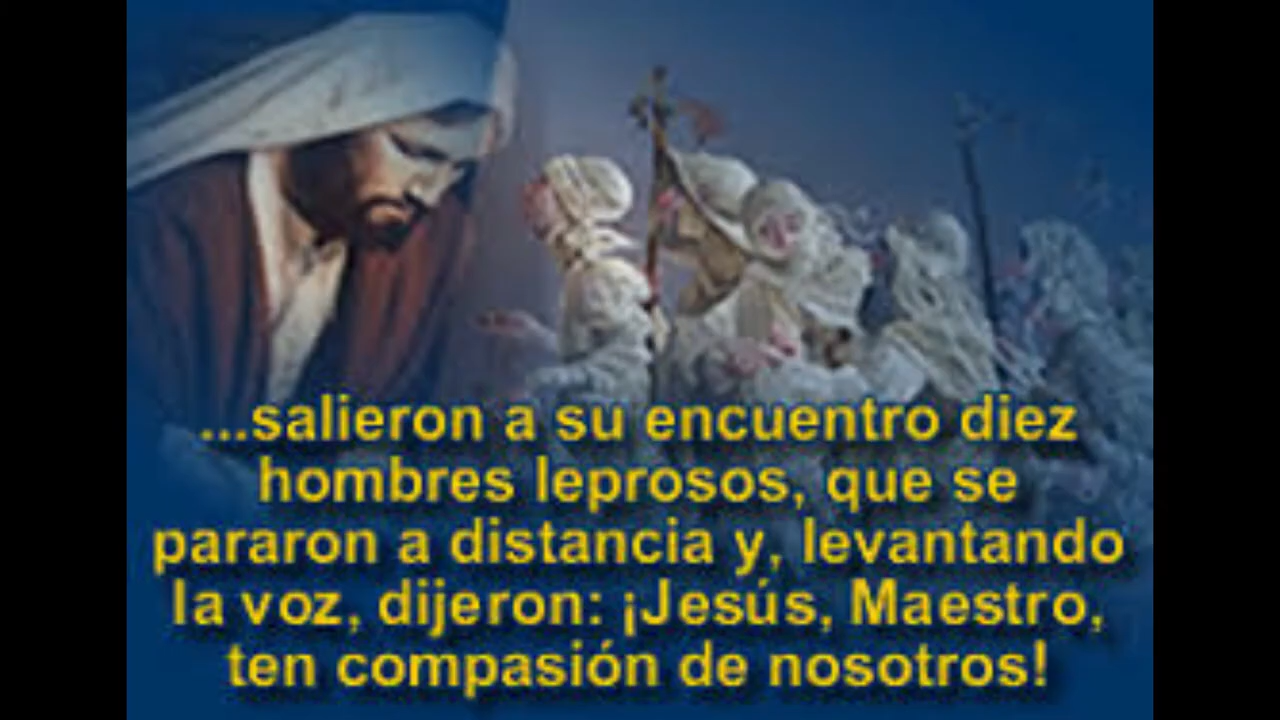 ...salieron a su encuentro diez
hombres leprosos, que se
pararon a distancia y, levantando
la voz, dijeron: ¡Jesús, Maestro,
ten compasión de nosotros!